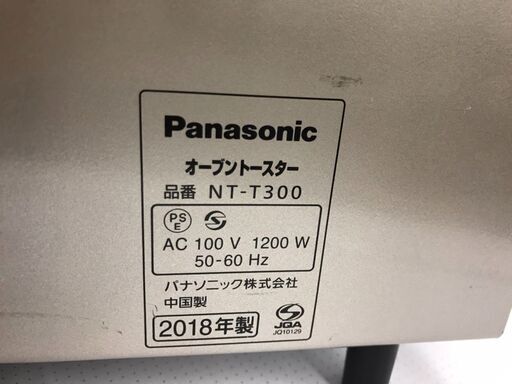 Panasonic
オーブントースター
品番 NT-T300
PS E
AC 100 V 1200 W
50-60 Hz
パナソニック株式会社
中国製
2018年製
JQA
JQ10129